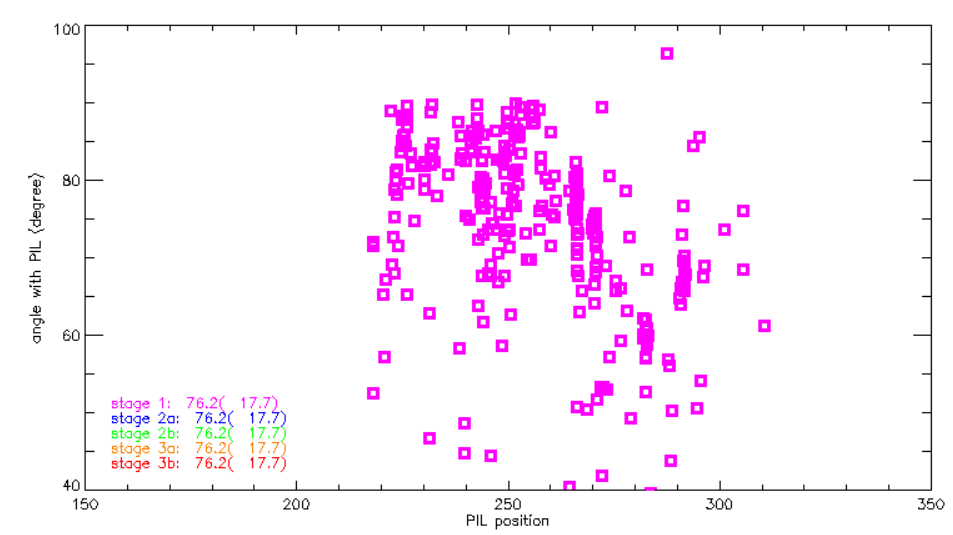 100
80
60
40
angle with PIL {degree}
stage 1: 76.2( 17.7)
stage 2a: 76.2( 17.7)
stage 2b: 76.2( 17.7)
stage 3a: 76.2( 17.7)
stage 3b: 76.2( 17.7)
150 200 250 300 350
PIL position